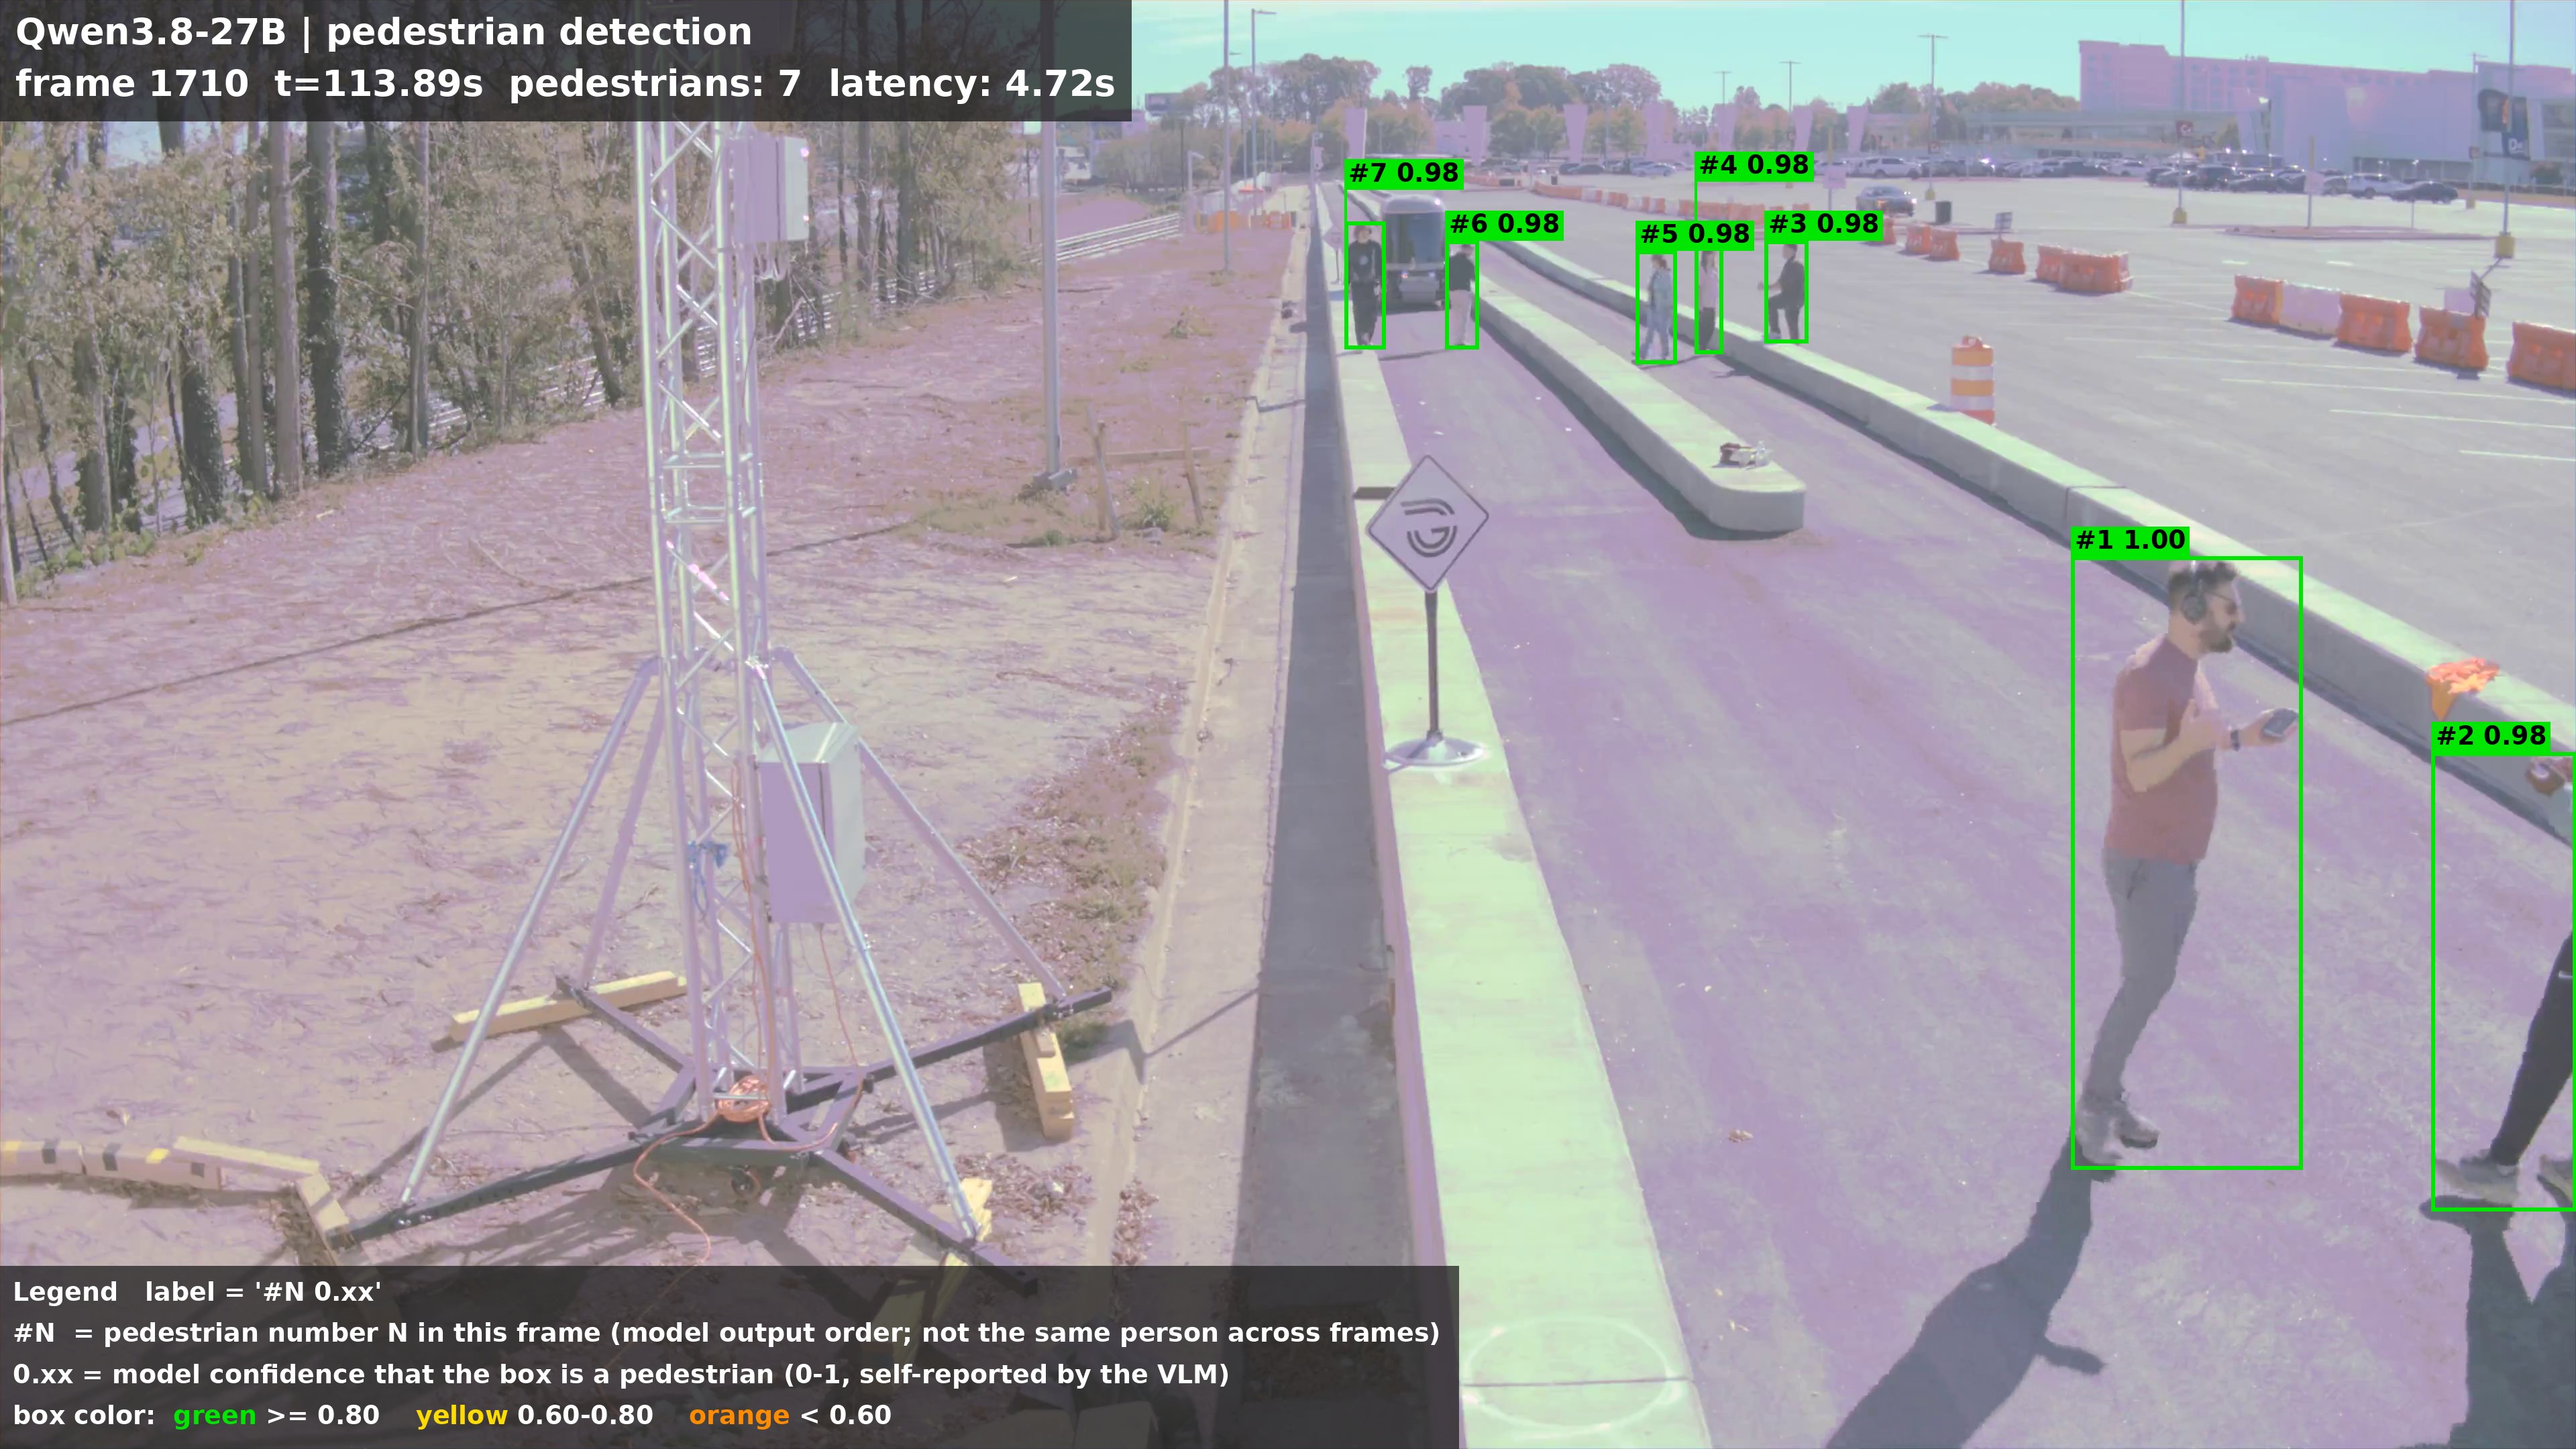 Qwen3.8-27B | pedestrian detection
frame 1710  t=113.89s  pedestrians: 7  latency: 4.72s
#7 0.98
#4 0.98
#6 0.98
#5 0.98
#3 0.98
#1 1.00
#2 0.98
Legend   label = '#N 0.xx'
#N  = pedestrian number N in this frame (model output order; not the same person across frames)
0.xx = model confidence that the box is a pedestrian (0-1, self-reported by the VLM)
box color:  green >= 0.80    yellow 0.60-0.80    orange < 0.60